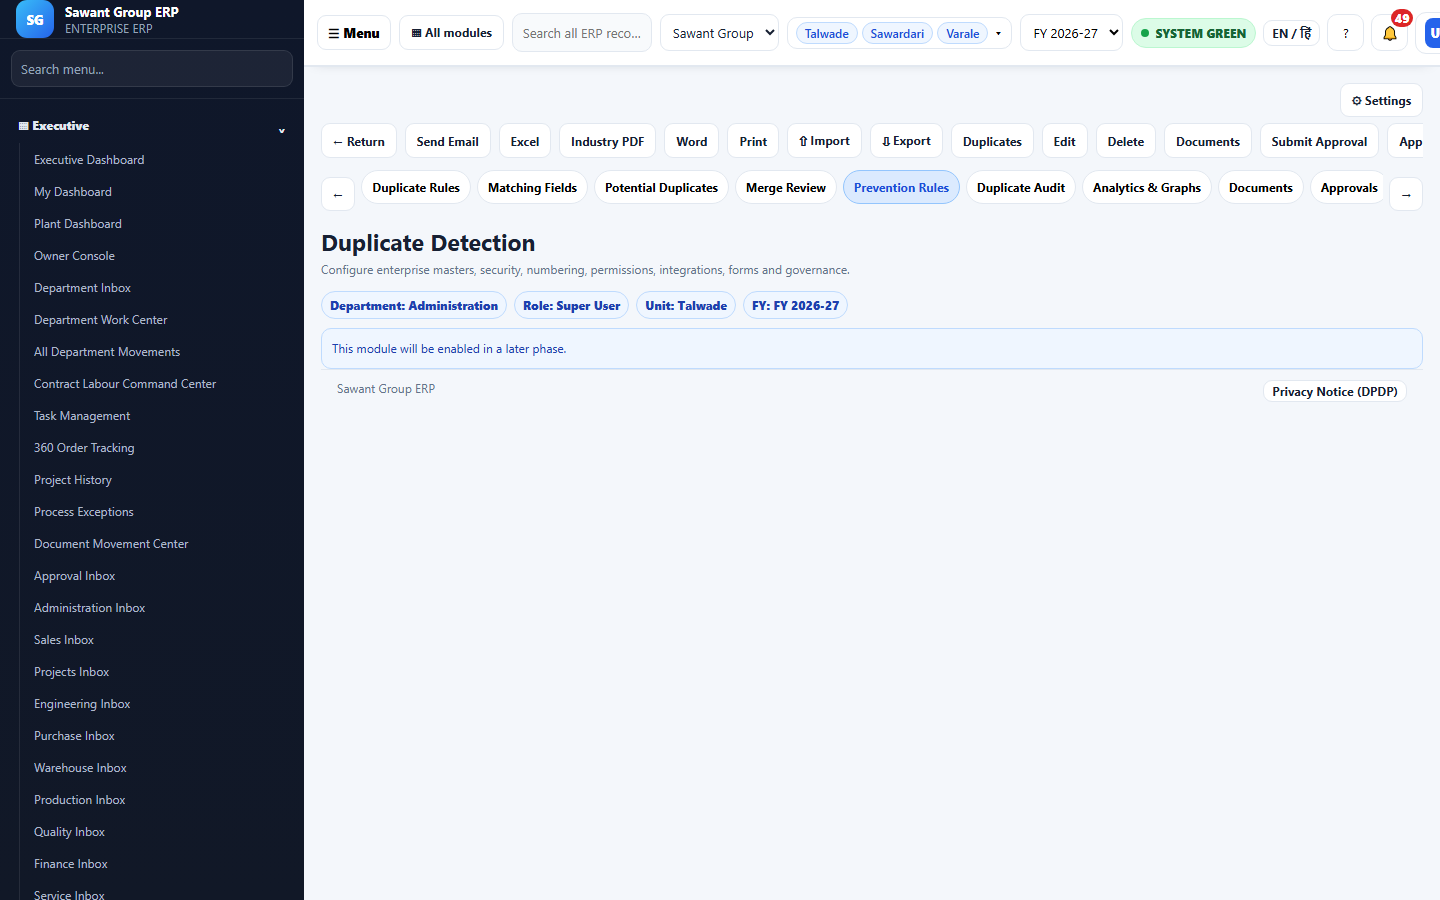 SG
Sawant Group ERP
ENTERPRISE ERP
Search menu...
Executive
Executive Dashboard
My Dashboard
Plant Dashboard
Owner Console
Department Inbox
Department Work Center
All Department Movements
Contract Labour Command Center
Task Management
360 Order Tracking
Project History
Process Exceptions
Document Movement Center
Approval Inbox
Administration Inbox
Sales Inbox
Projects Inbox
Engineering Inbox
Purchase Inbox
Warehouse Inbox
Production Inbox
Quality Inbox
Finance Inbox
Service Inbox
☰ Menu
All modules
Search all ERP reco...
Sawant Group
Talwade Sawardari Varale
FY 2026-27
SYSTEM GREEN
EN / हिं
?
49
U
Settings
← Return Send Email Excel Industry PDF Word Print ⇧ Import ⇩ Export Duplicates Edit Delete Documents Submit Approval App
← Duplicate Rules Matching Fields Potential Duplicates Merge Review Prevention Rules Duplicate Audit Analytics & Graphs Documents Approvals →
Duplicate Detection
Configure enterprise masters, security, numbering, permissions, integrations, forms and governance.
Department: Administration Role: Super User Unit: Talwade FY: FY 2026-27
This module will be enabled in a later phase.
Sawant Group ERP
Privacy Notice (DPDP)